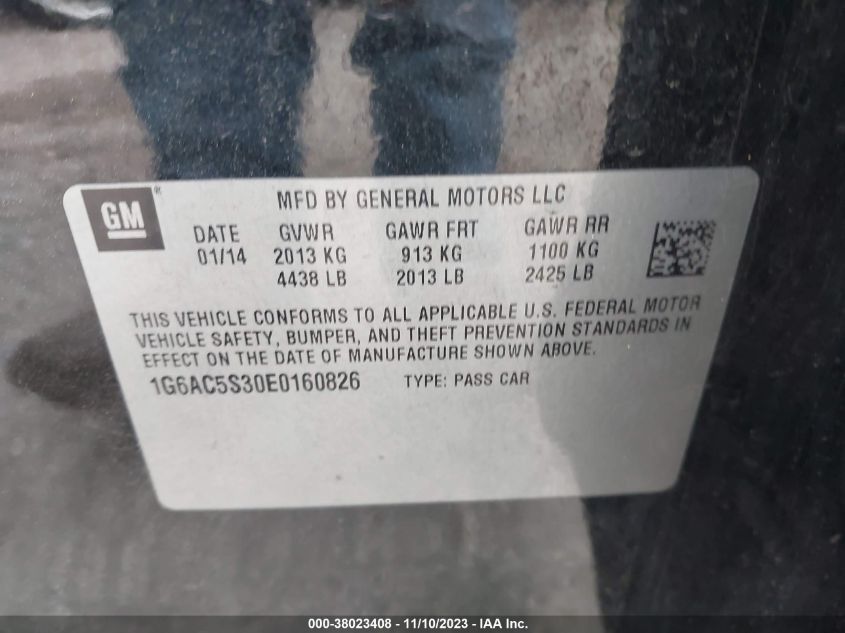 GM®
MFD BY GENERAL MOTORS LLC
DATE GVWR GAWR FRT GAWR RR
01/14 2013 KG 913 KG 1100 KG
4438 LB 2013 LB 2425 LB
THIS VEHICLE CONFORMS TO ALL APPLICABLE U.S. FEDERAL MOTOR
VEHICLE SAFETY, BUMPER, AND THEFT PREVENTION STANDARDS IN
EFFECT ON THE DATE OF MANUFACTURE SHOWN ABOVE.
1G6AC5S30E0160826 TYPE: PASS CAR
000-38023408 - 11/10/2023 - IAA Inc.